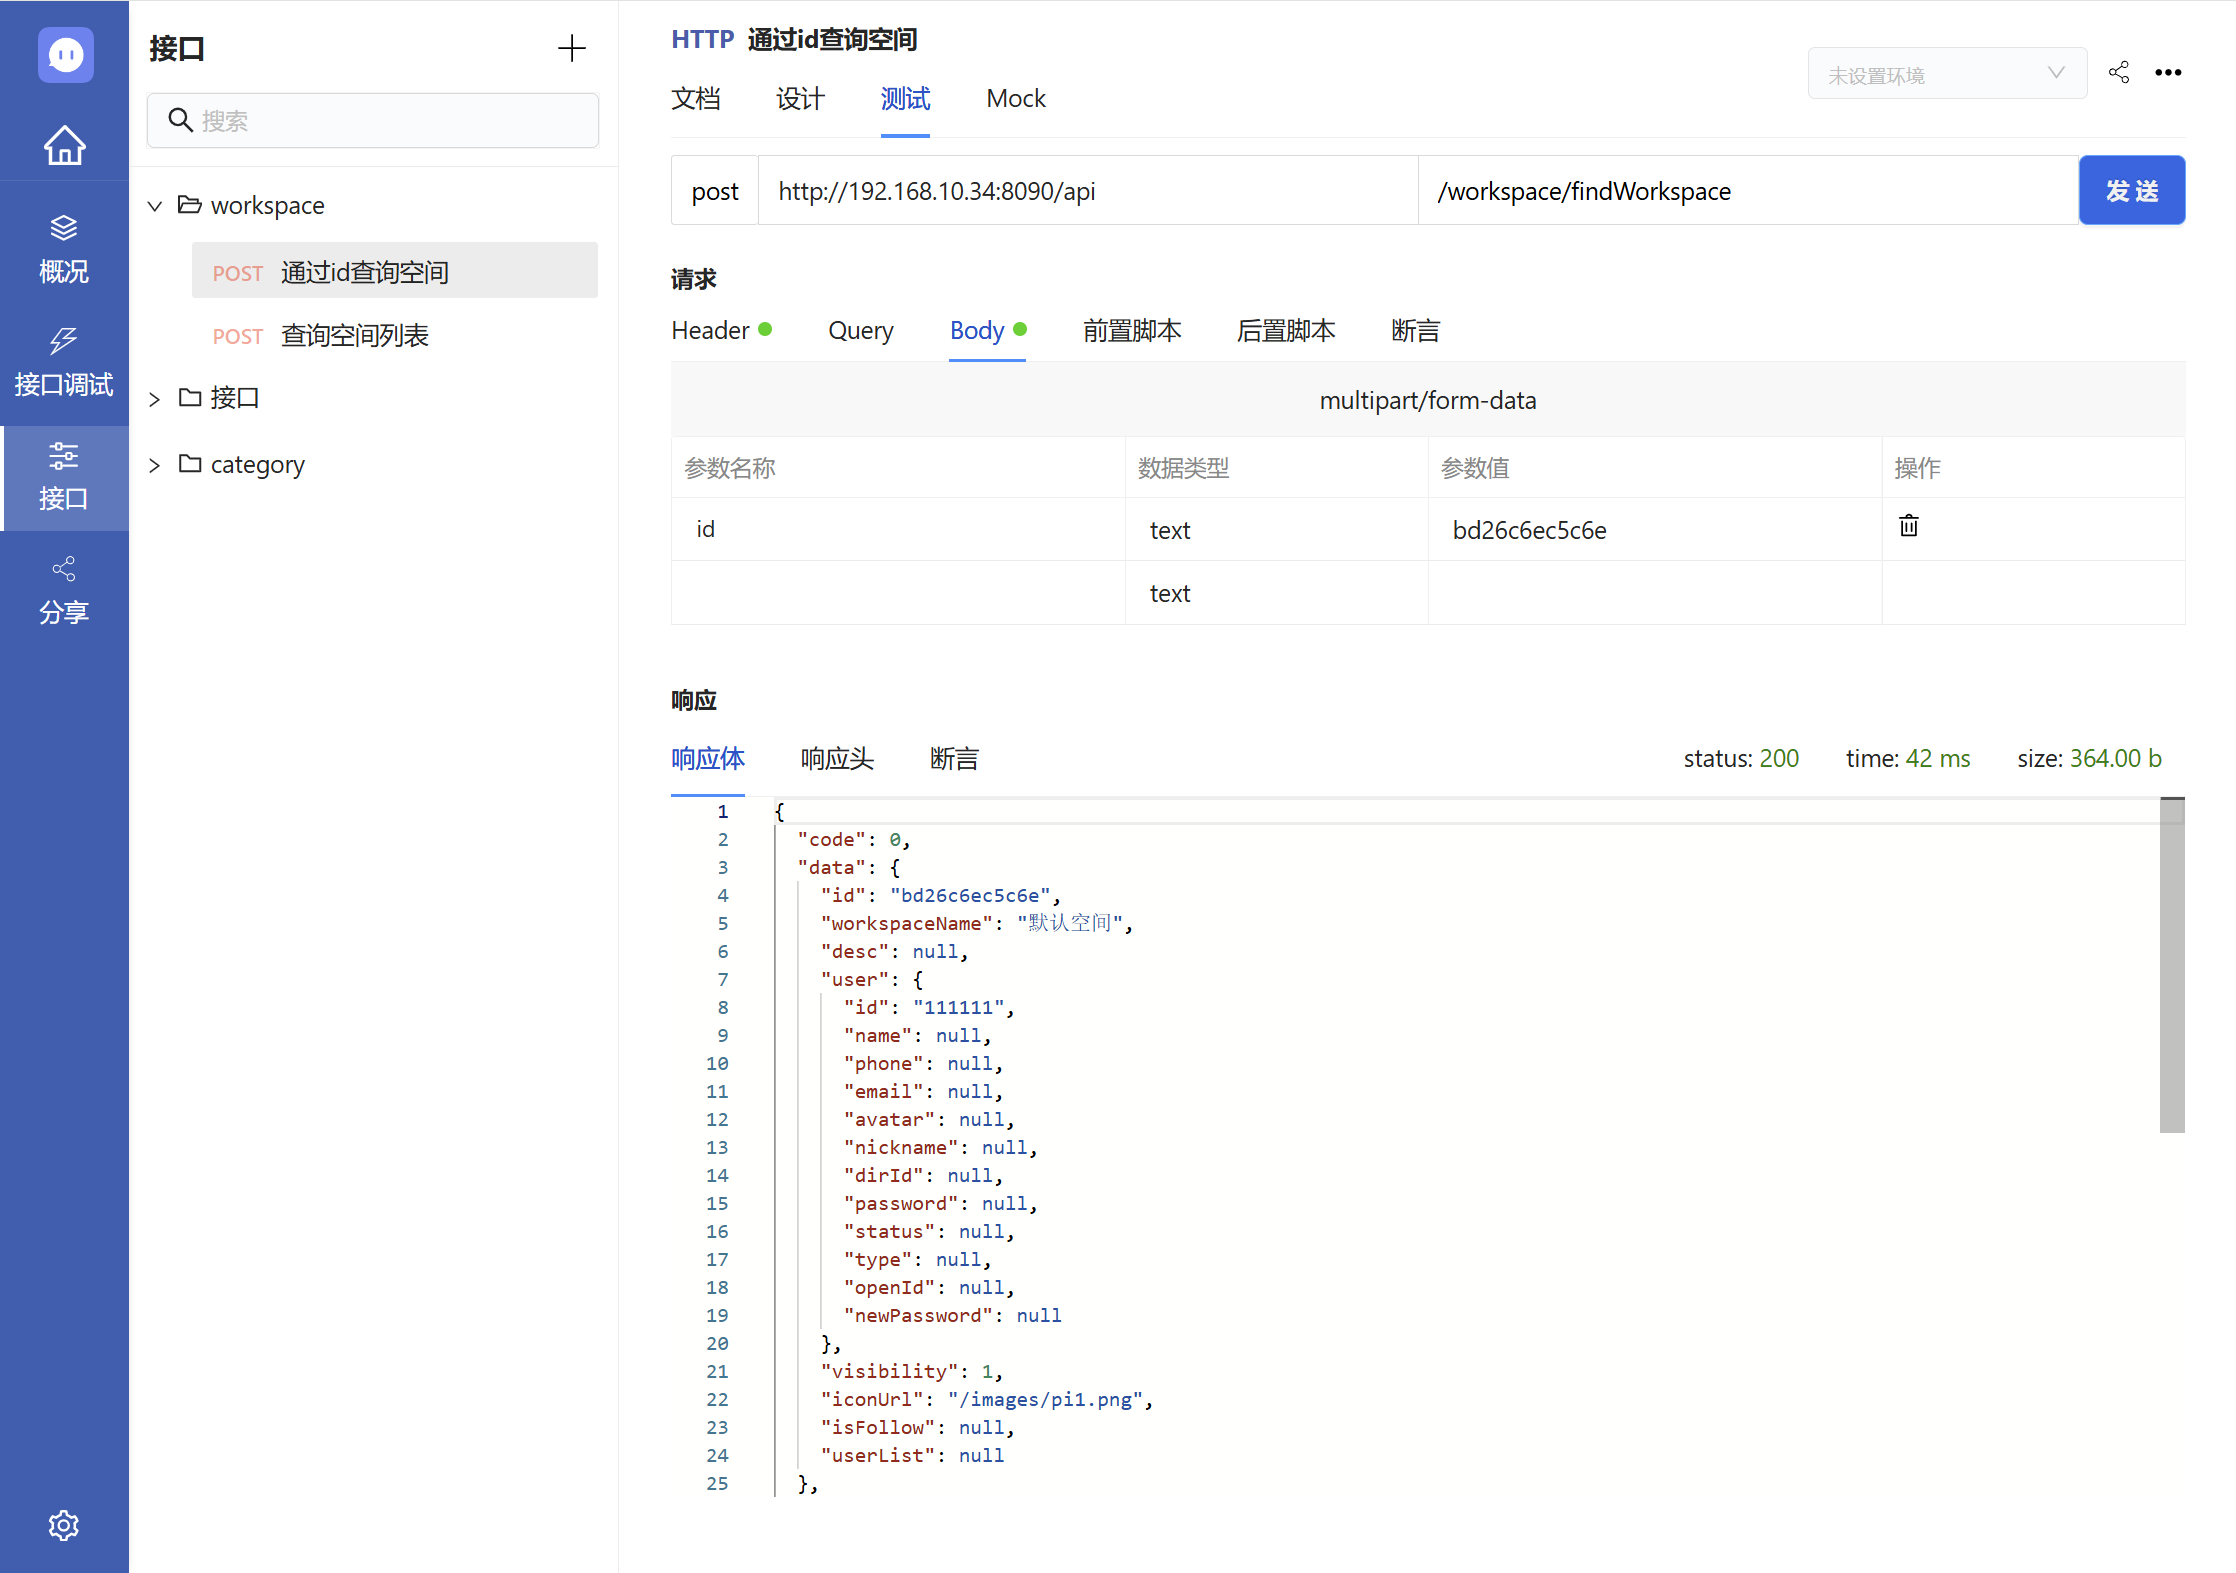 接口
搜索
概况
接口调试
接口
分享
workspace
POST 通过id查询空间
POST 查询空间列表
接口
category
HTTP 通过id查询空间
文档 设计 测试 Mock
未设置环境
post http://192.168.10.34:8090/api /workspace/findWorkspace 发 送
请求
Header Query Body 前置脚本 后置脚本 断言
multipart/form-data
参数名称 数据类型 参数值 操作
id text bd26c6ec5c6e
text
响应
响应体 响应头 断言 status: 200 time: 42 ms size: 364.00 b
1 {
2 "code": 0,
3 "data": {
4 "id": "bd26c6ec5c6e",
5 "workspaceName": "默认空间",
6 "desc": null,
7 "user": {
8 "id": "111111",
9 "name": null,
10 "phone": null,
11 "email": null,
12 "avatar": null,
13 "nickname": null,
14 "dirId": null,
15 "password": null,
16 "status": null,
17 "type": null,
18 "openId": null,
19 "newPassword": null
20 },
21 "visibility": 1,
22 "iconUrl": "/images/pi1.png",
23 "isFollow": null,
24 "userList": null
25 },